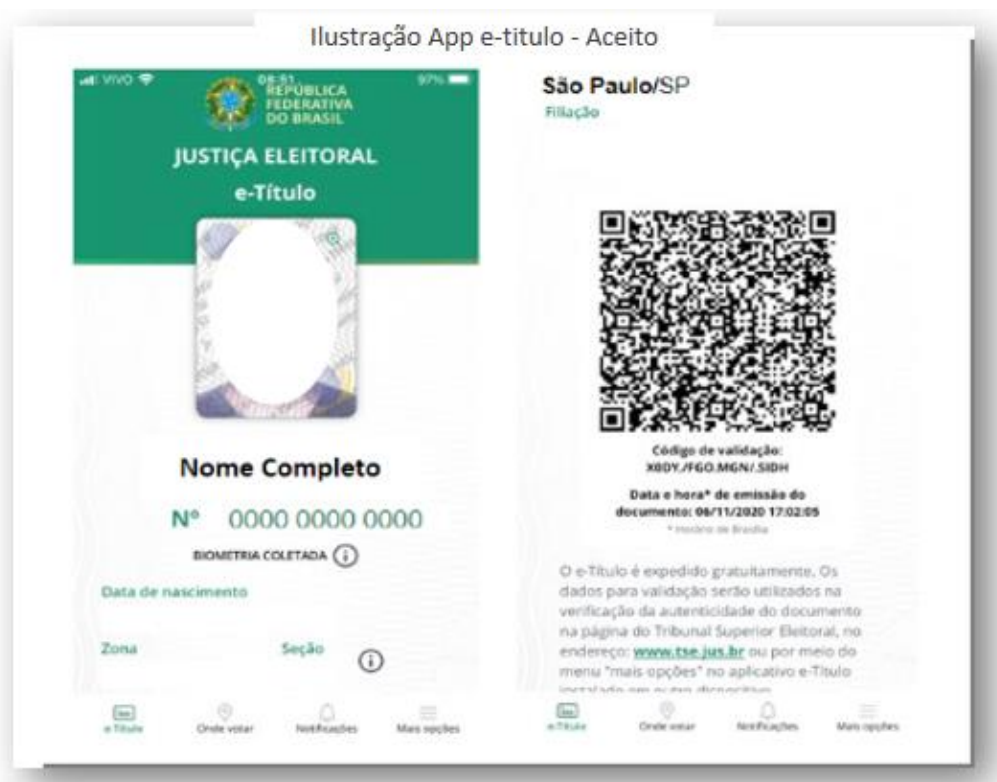 Ilustração App e-titulo - Aceito
VIVO 08:51 97%
REPÚBLICA
FEDERATIVA
DO BRASIL
JUSTIÇA ELEITORAL
e-Título
Nome Completo
Nº 0000 0000 0000
BIOMETRIA COLETADA
Data de nascimento
Zona Seção
e-Título Onde votar Notificações Mais opções
São Paulo/SP
Filiação
Código de validação:
X0DY./FGO.MGN/.SIDH
Data e hora* de emissão do
documento: 06/11/2020 17:02:05
* Horário de Brasília
O e-Título é expedido gratuitamente. Os
dados para validação serão utilizados na
verificação da autenticidade do documento
na página do Tribunal Superior Eleitoral, no
endereço: www.tse.jus.br ou por meio do
menu "mais opções" no aplicativo e-Título
instalado em outro dispositivo
e-Título Onde votar Notificações Mais opções